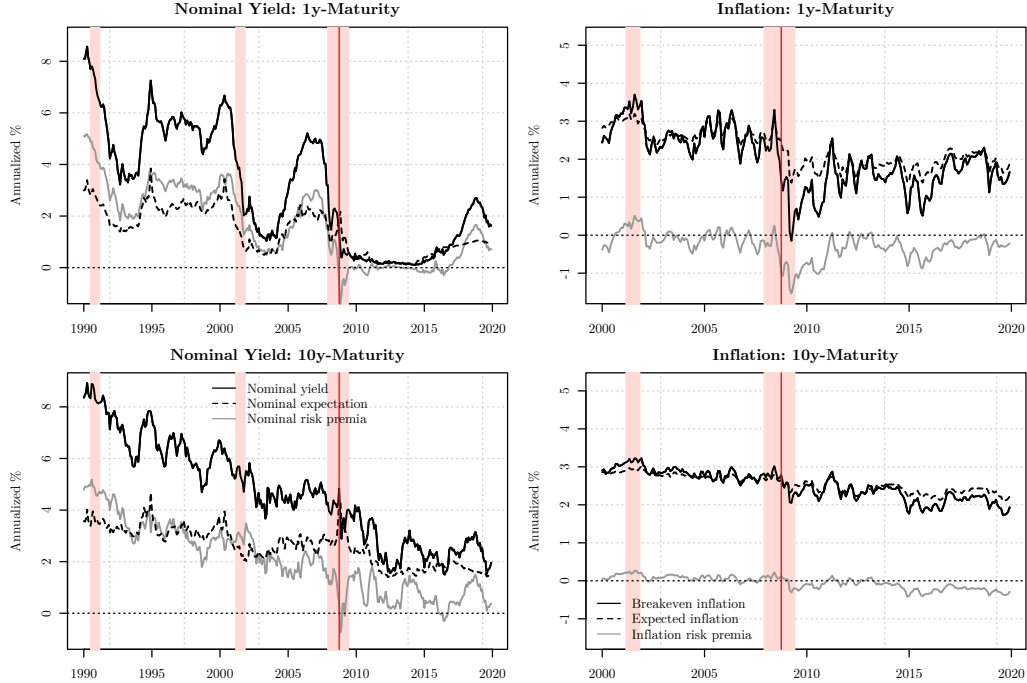 Nominal Yield: 1y-Maturity
Annualized %
0 2 4 6 8
1990 1995 2000 2005 2010 2015 2020
Inflation: 1y-Maturity
Annualized %
-1 0 1 2 3 4 5
2000 2005 2010 2015 2020
Nominal Yield: 10y-Maturity
Annualized %
0 2 4 6 8
Nominal yield
Nominal expectation
Nominal risk premia
1990 1995 2000 2005 2010 2015 2020
Inflation: 10y-Maturity
Annualized %
-1 0 1 2 3 4 5
Breakeven inflation
Expected inflation
Inflation risk premia
2000 2005 2010 2015 2020